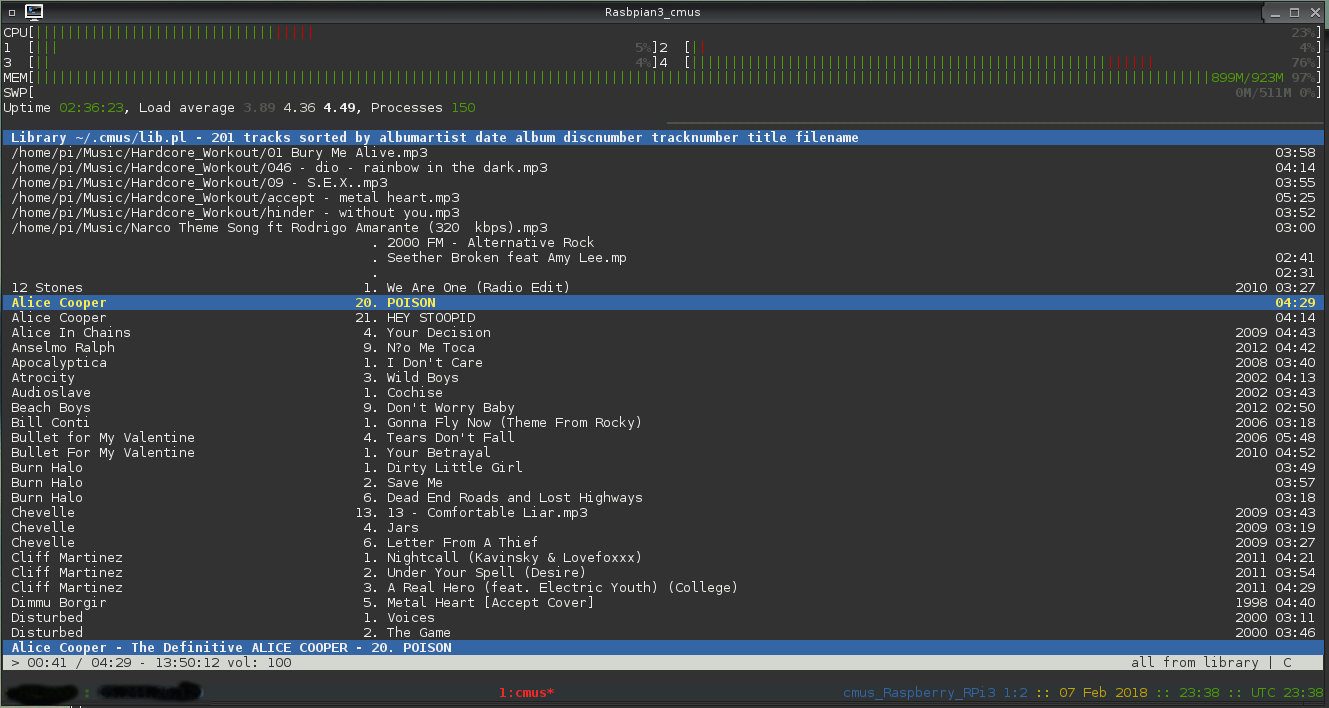 Rasbpian3_cmus
CPU[ 23%]
1 [ 5%]2 [ 4%]
3 [ 4%]4 [ 76%]
MEM[ 899M/923M 97%]
SWP[ 0M/511M 0%]
Uptime 02:36:23, Load average 3.89 4.36 4.49, Processes 150
Library ~/.cmus/lib.pl - 201 tracks sorted by albumartist date album discnumber tracknumber title filename
/home/pi/Music/Hardcore_Workout/01 Bury Me Alive.mp3 03:58
/home/pi/Music/Hardcore_Workout/046 - dio - rainbow in the dark.mp3 04:14
/home/pi/Music/Hardcore_Workout/09 - S.E.X..mp3 03:55
/home/pi/Music/Hardcore_Workout/accept - metal heart.mp3 05:25
/home/pi/Music/Hardcore_Workout/hinder - without you.mp3 03:52
/home/pi/Music/Narco Theme Song ft Rodrigo Amarante (320  kbps).mp3 03:00
. 2000 FM - Alternative Rock
. Seether Broken feat Amy Lee.mp 02:41
. 02:31
12 Stones 1. We Are One (Radio Edit) 2010 03:27
Alice Cooper 20. POISON 04:29
Alice Cooper 21. HEY STOOPID 04:14
Alice In Chains 4. Your Decision 2009 04:43
Anselmo Ralph 9. N?o Me Toca 2012 04:42
Apocalyptica 1. I Don't Care 2008 03:40
Atrocity 3. Wild Boys 2002 04:13
Audioslave 1. Cochise 2002 03:43
Beach Boys 9. Don't Worry Baby 2012 02:50
Bill Conti 1. Gonna Fly Now (Theme From Rocky) 2006 03:18
Bullet for My Valentine 4. Tears Don't Fall 2006 05:48
Bullet For My Valentine 1. Your Betrayal 2010 04:52
Burn Halo 1. Dirty Little Girl 03:49
Burn Halo 2. Save Me 03:57
Burn Halo 6. Dead End Roads and Lost Highways 03:18
Chevelle 13. 13 - Comfortable Liar.mp3 2009 03:43
Chevelle 4. Jars 2009 03:19
Chevelle 6. Letter From A Thief 2009 03:27
Cliff Martinez 1. Nightcall (Kavinsky & Lovefoxxx) 2011 04:21
Cliff Martinez 2. Under Your Spell (Desire) 2011 03:54
Cliff Martinez 3. A Real Hero (feat. Electric Youth) (College) 2011 04:29
Dimmu Borgir 5. Metal Heart [Accept Cover] 1998 04:40
Disturbed 1. Voices 2000 03:11
Disturbed 2. The Game 2000 03:46
Alice Cooper - The Definitive ALICE COOPER - 20. POISON
> 00:41 / 04:29 - 13:50:12 vol: 100 all from library | C
: 1:cmus* cmus_Raspberry_RPi3 1:2 :: 07 Feb 2018 :: 23:38 :: UTC 23:38